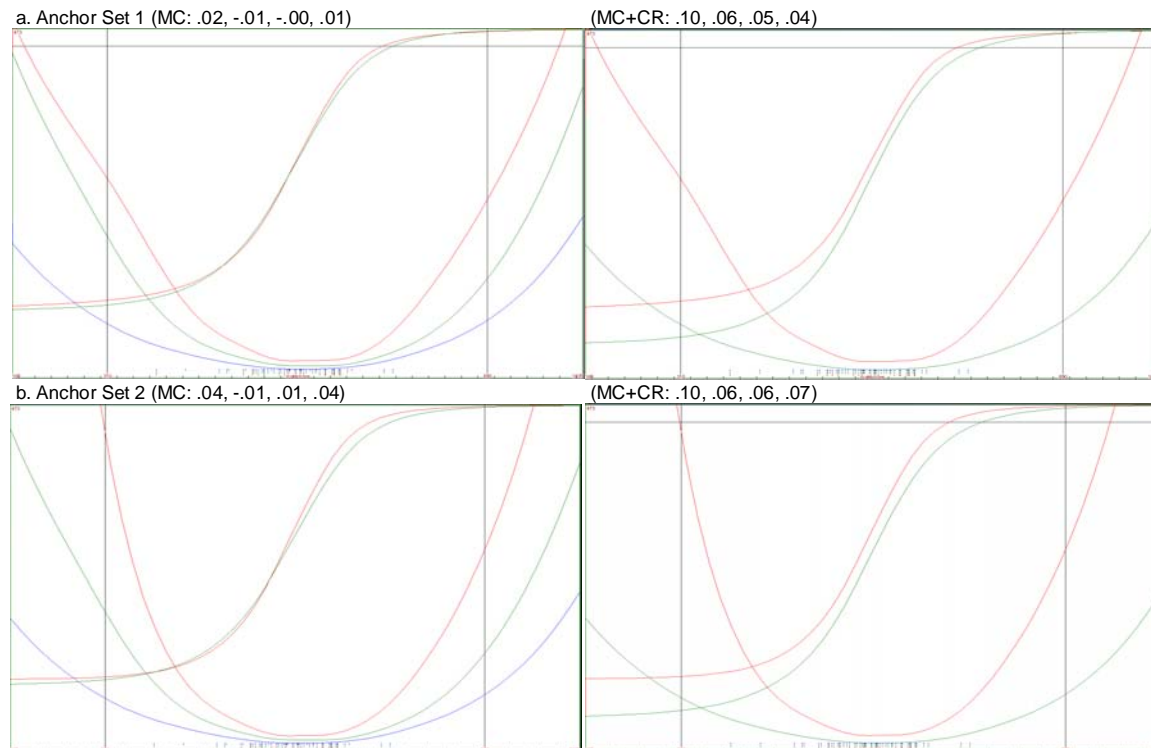 a. Anchor Set 1 (MC: .02, -.01, -.00, .01)
(MC+CR: .10, .06, .05, .04)
b. Anchor Set 2 (MC: .04, -.01, .01, .04)
(MC+CR: .10, .06, .06, .07)